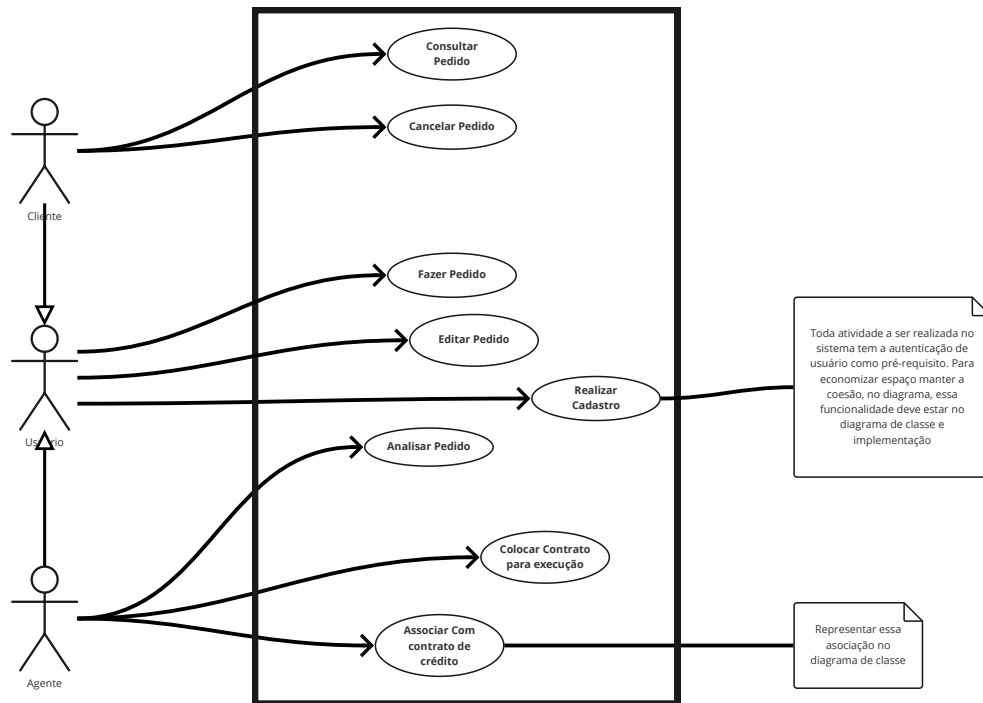 Consultar
Pedido
Cancelar Pedido
Cliente
Fazer Pedido
Editar Pedido
Realizar
Cadastro
Toda atividade a ser realizada no
sistema tem a autenticação de
usuário como pré-requisito. Para
economizar espaço manter a
coesão, no diagrama, essa
funcionalidade deve estar no
diagrama de classe e
implementação
Usuário
Analisar Pedido
Colocar Contrato
para execução
Associar Com
contrato de
crédito
Representar essa
asociação no
diagrama de classe
Agente